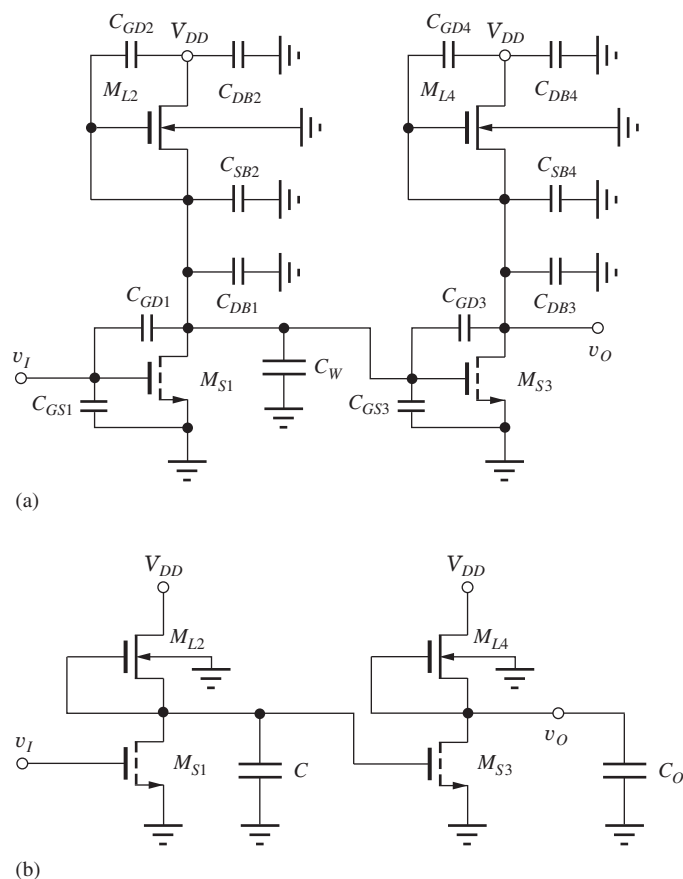 C_GD2 V_DD C_GD4 V_DD
M_L2 C_DB2 M_L4 C_DB4
C_SB2 C_SB4
C_GD1 C_DB1 C_GD3 C_DB3
v_I M_S1 C_W M_S3 v_O
C_GS1 C_GS3
(a)
V_DD V_DD
M_L2 M_L4
v_I M_S1 C M_S3 v_O C_O
(b)